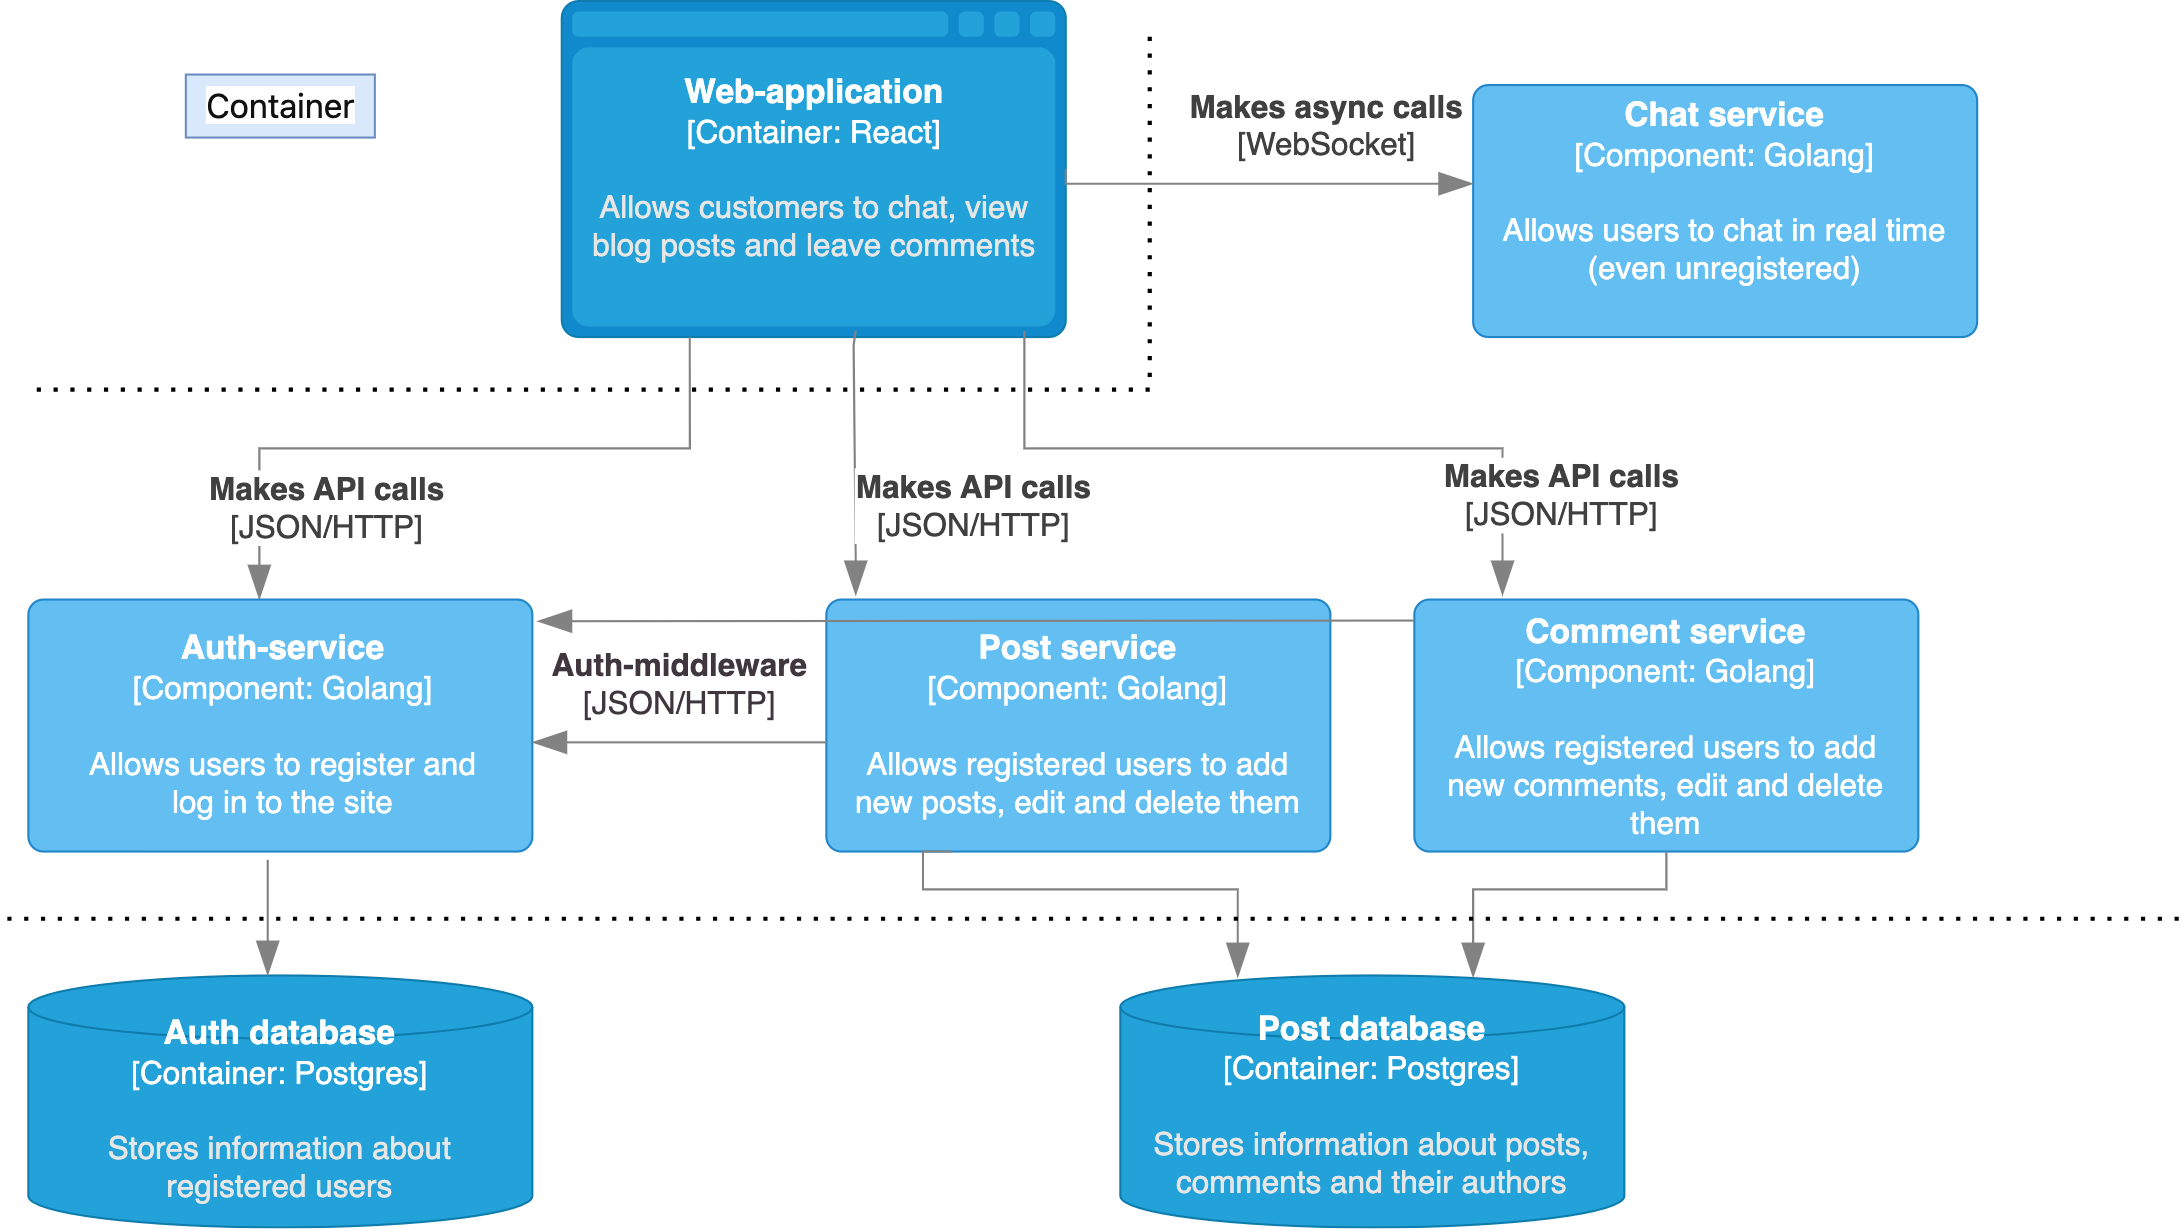 Container
Web-application
[Container: React]
Allows customers to chat, view
blog posts and leave comments
Makes async calls
[WebSocket]
Chat service
[Component: Golang]
Allows users to chat in real time
(even unregistered)
Makes API calls
[JSON/HTTP]
Makes API calls
[JSON/HTTP]
Makes API calls
[JSON/HTTP]
Auth-service
[Component: Golang]
Allows users to register and
log in to the site
Auth-middleware
[JSON/HTTP]
Post service
[Component: Golang]
Allows registered users to add
new posts, edit and delete them
Comment service
[Component: Golang]
Allows registered users to add
new comments, edit and delete
them
Auth database
[Container: Postgres]
Stores information about
registered users
Post database
[Container: Postgres]
Stores information about posts,
comments and their authors